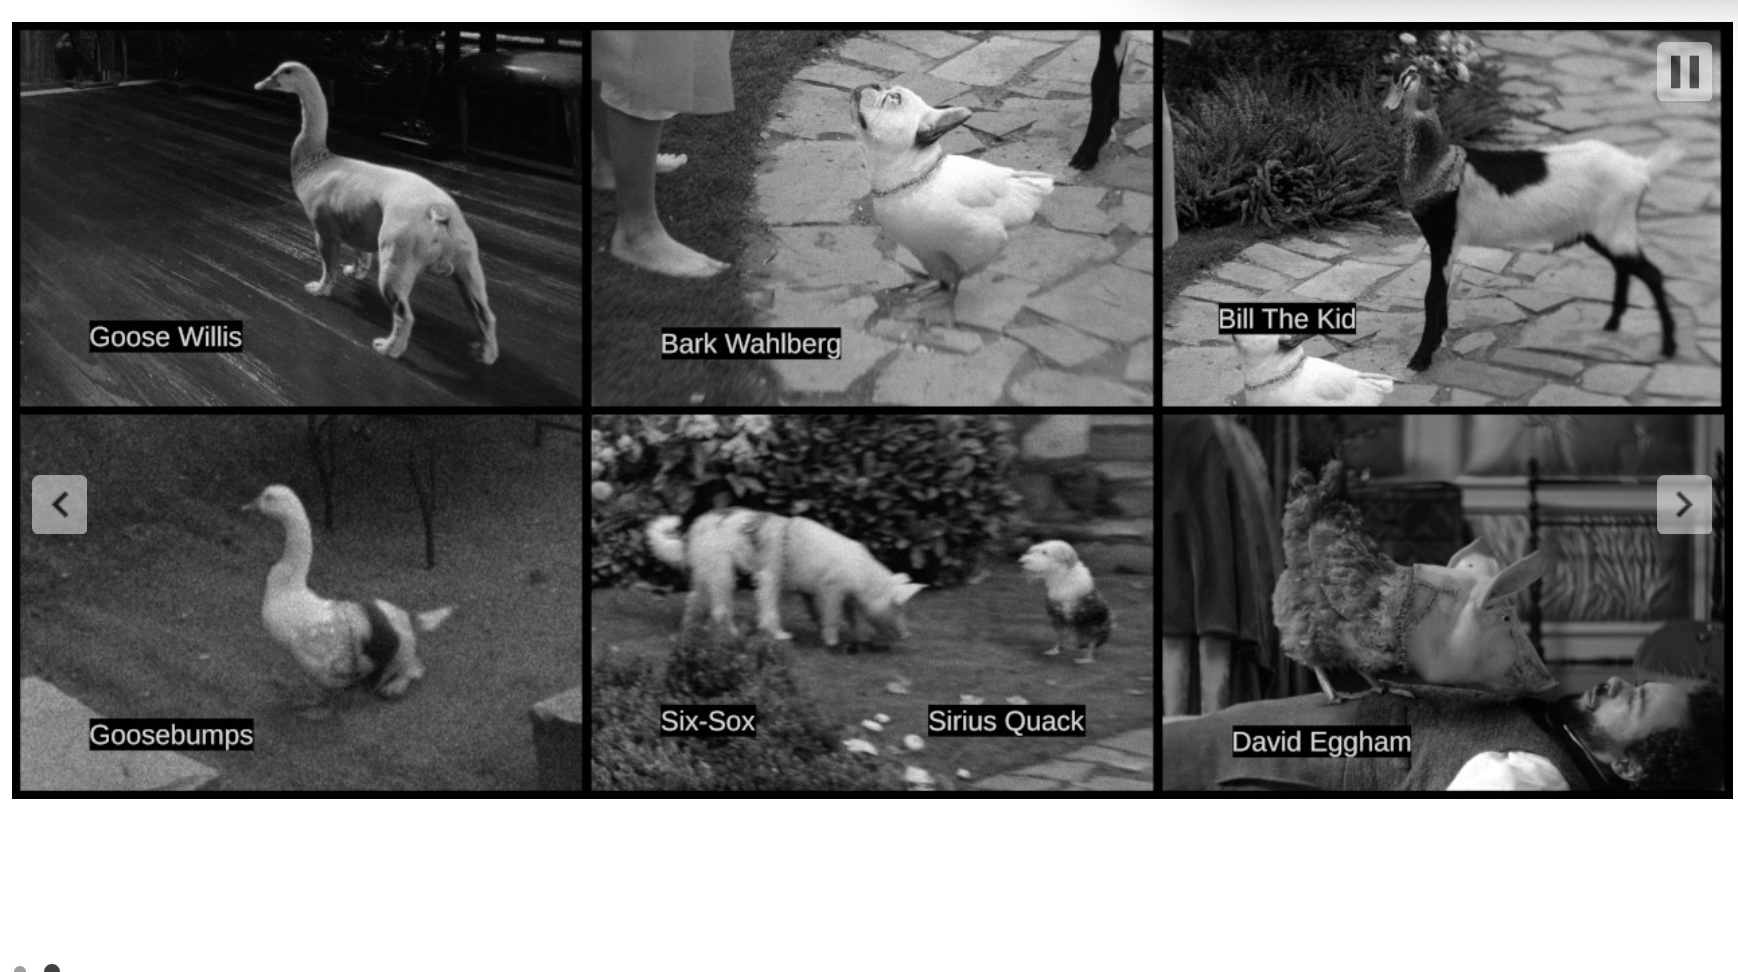 Goose Willis
Bark Wahlberg
Bill The Kid
Goosebumps
Six-Sox
Sirius Quack
David Eggham